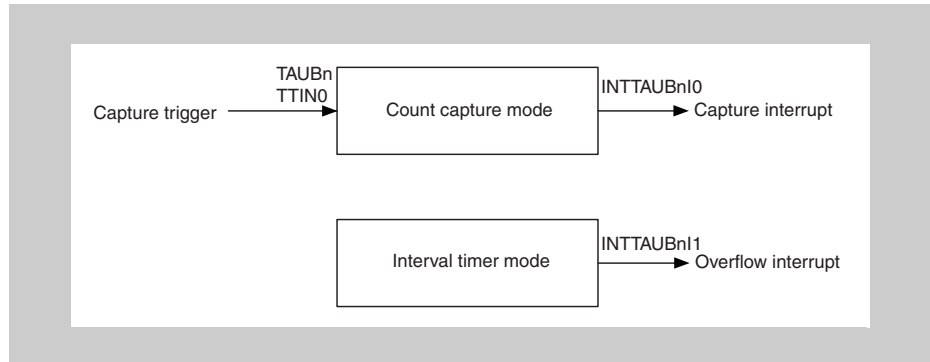 TAUBn
TTIN0
Capture trigger
Count capture mode
INTTAUBnI0
Capture interrupt
Interval timer mode
INTTAUBnI1
Overflow interrupt